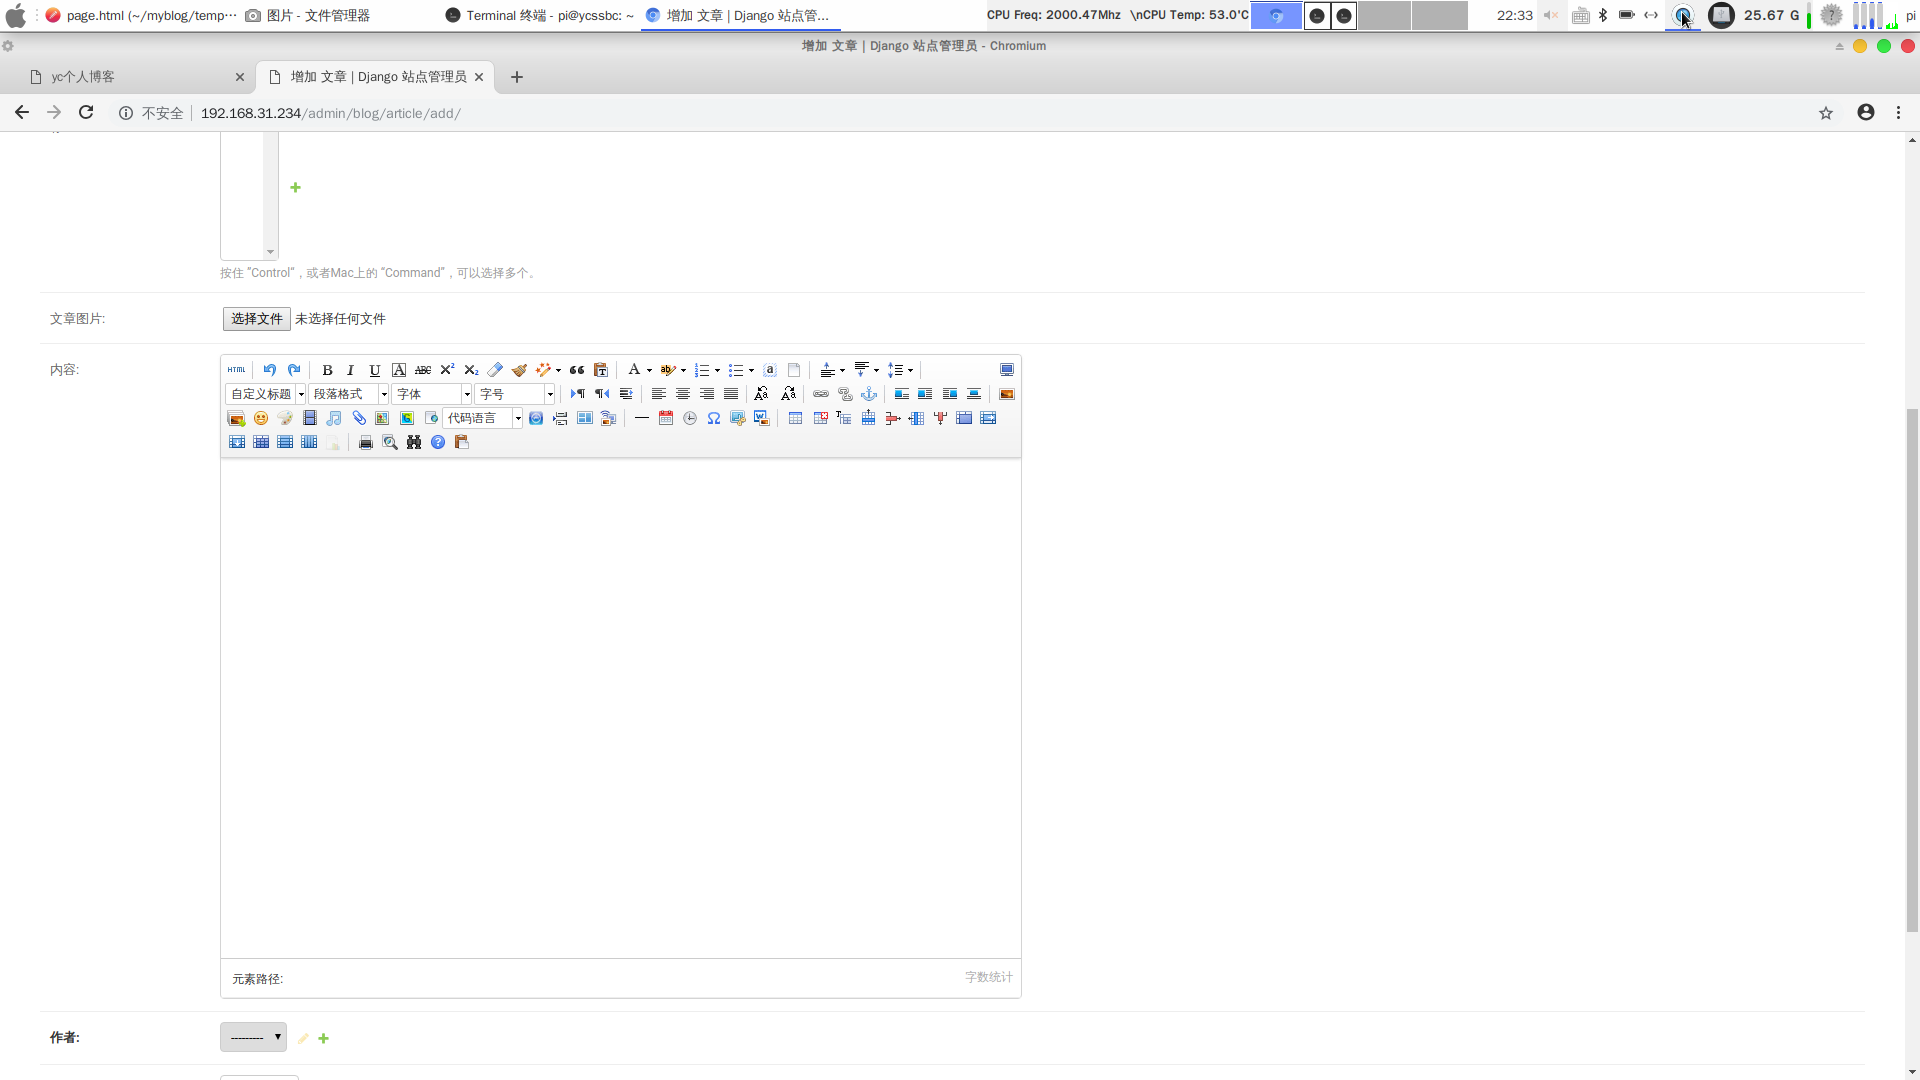 page.html (~/myblog/temp··· 图片 - 文件管理器 Terminal 终端 - pi@ycssbc: ~ 增加 文章 | Django 站点管... CPU Freq: 2000.47Mhz \nCPU Temp: 53.0'C 22:33 25.67 G pi
增加 文章 | Django 站点管理员 - Chromium
yc个人博客 增加 文章 | Django 站点管理员
不安全 192.168.31.234/admin/blog/article/add/
按住 ”Control“，或者Mac上的 “Command”，可以选择多个。
文章图片: 选择文件 未选择任何文件
内容: HTML B I U A ABC
自定义标题 段落格式 字体 字号
代码语言
元素路径: 字数统计
作者: ---------